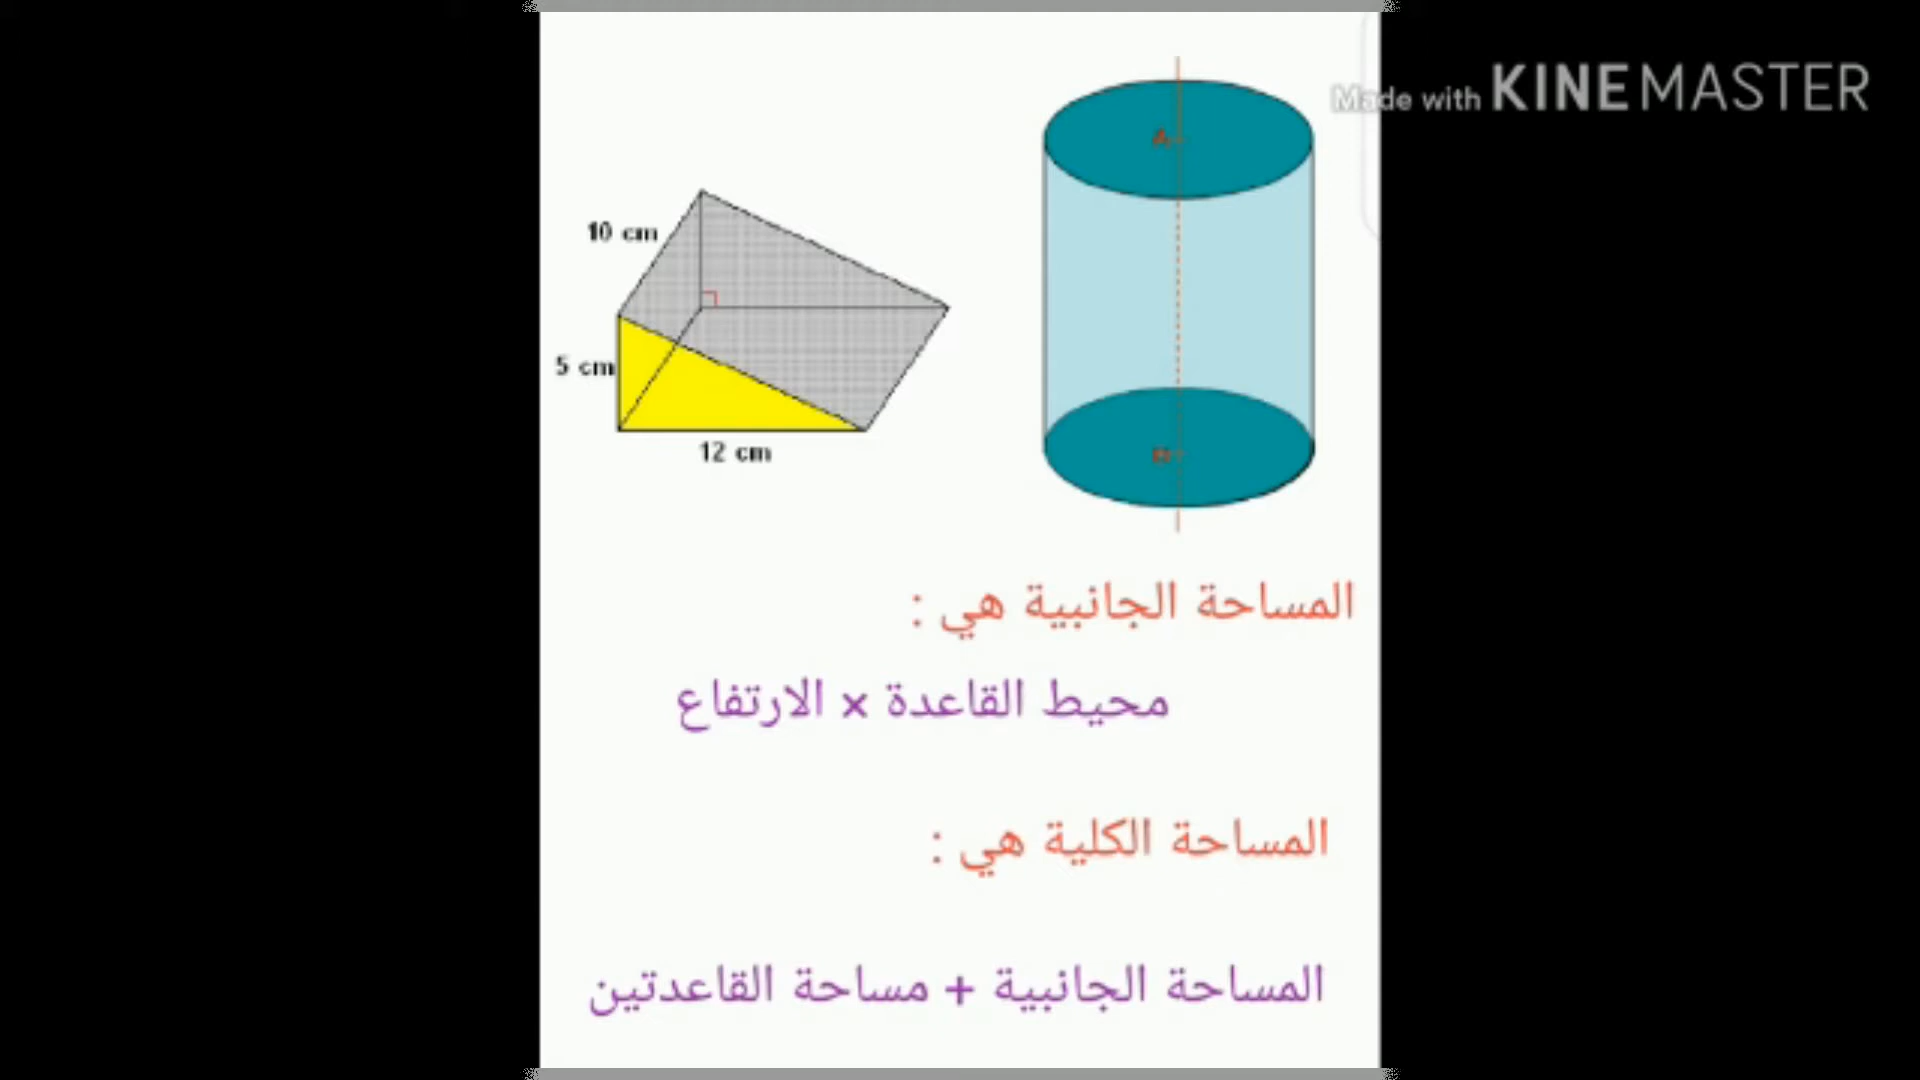 Made with KINEMASTER
A
10 cm
5 cm
12 cm
المساحة الجانبية هي :
محيط القاعدة x الارتفاع
المساحة الكلية هي :
المساحة الجانبية + مساحة القاعدتين